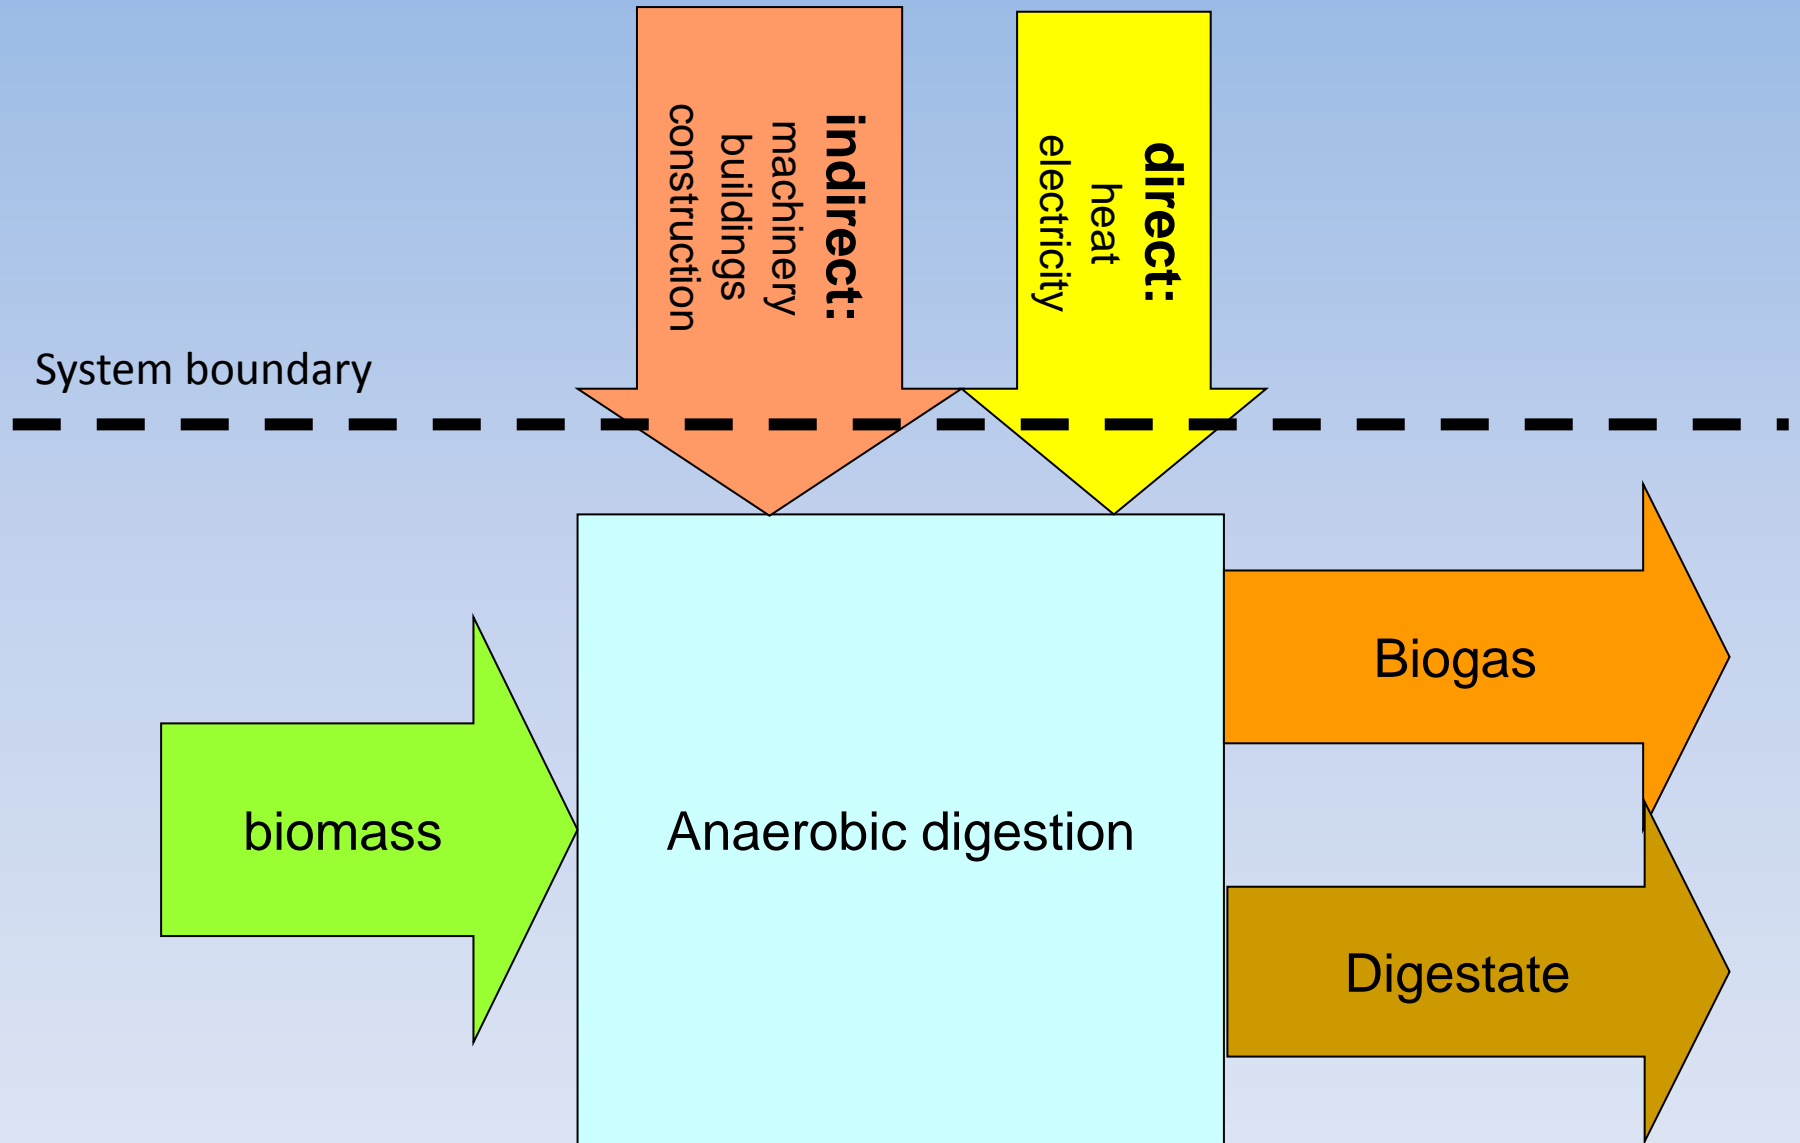 indirect:
machinery
buildings
construction
direct:
heat
electricity
System boundary
Biogas
biomass
Anaerobic digestion
Digestate